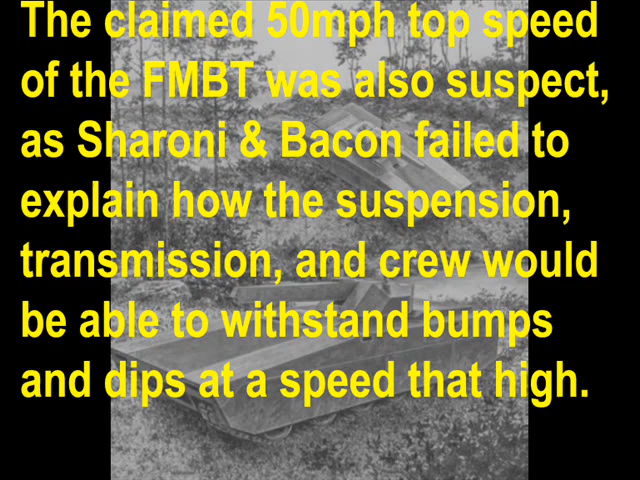 The claimed 50mph top speed
of the FMBT was also suspect,
as Sharoni & Bacon failed to
explain how the suspension,
transmission, and crew would
be able to withstand bumps
and dips at a speed that high.